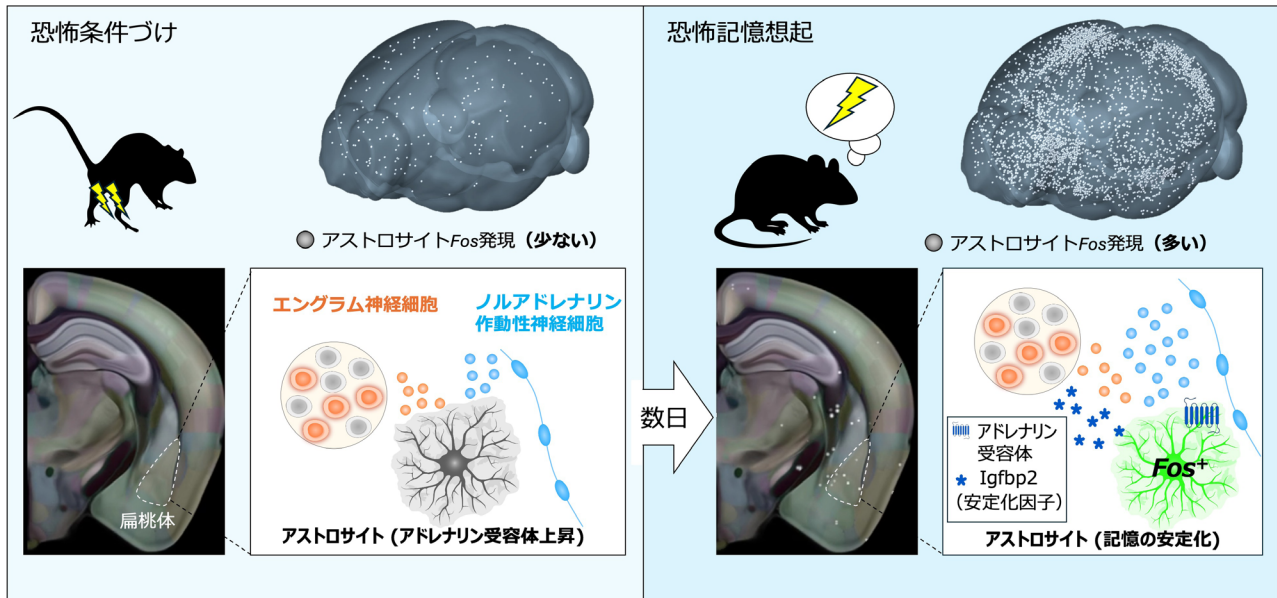 恐怖条件づけ
アストロサイトFos発現（少ない）
エングラム神経細胞
ノルアドレナリン
作動性神経細胞
扁桃体
アストロサイト (アドレナリン受容体上昇)
数日
恐怖記憶想起
アストロサイトFos発現（多い）
アドレナリン
受容体
Igfbp2
（安定化因子）
Fos+
アストロサイト (記憶の安定化)